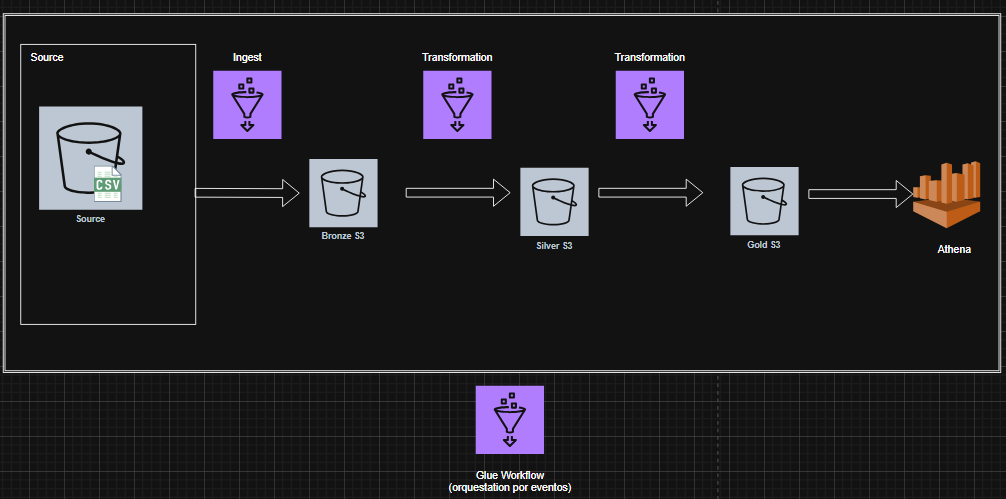 Source
Ingest
Transformation
Transformation
CSV
Source
Bronze S3
Silver S3
Gold S3
Athena
Glue Workflow
(orquestation por eventos)